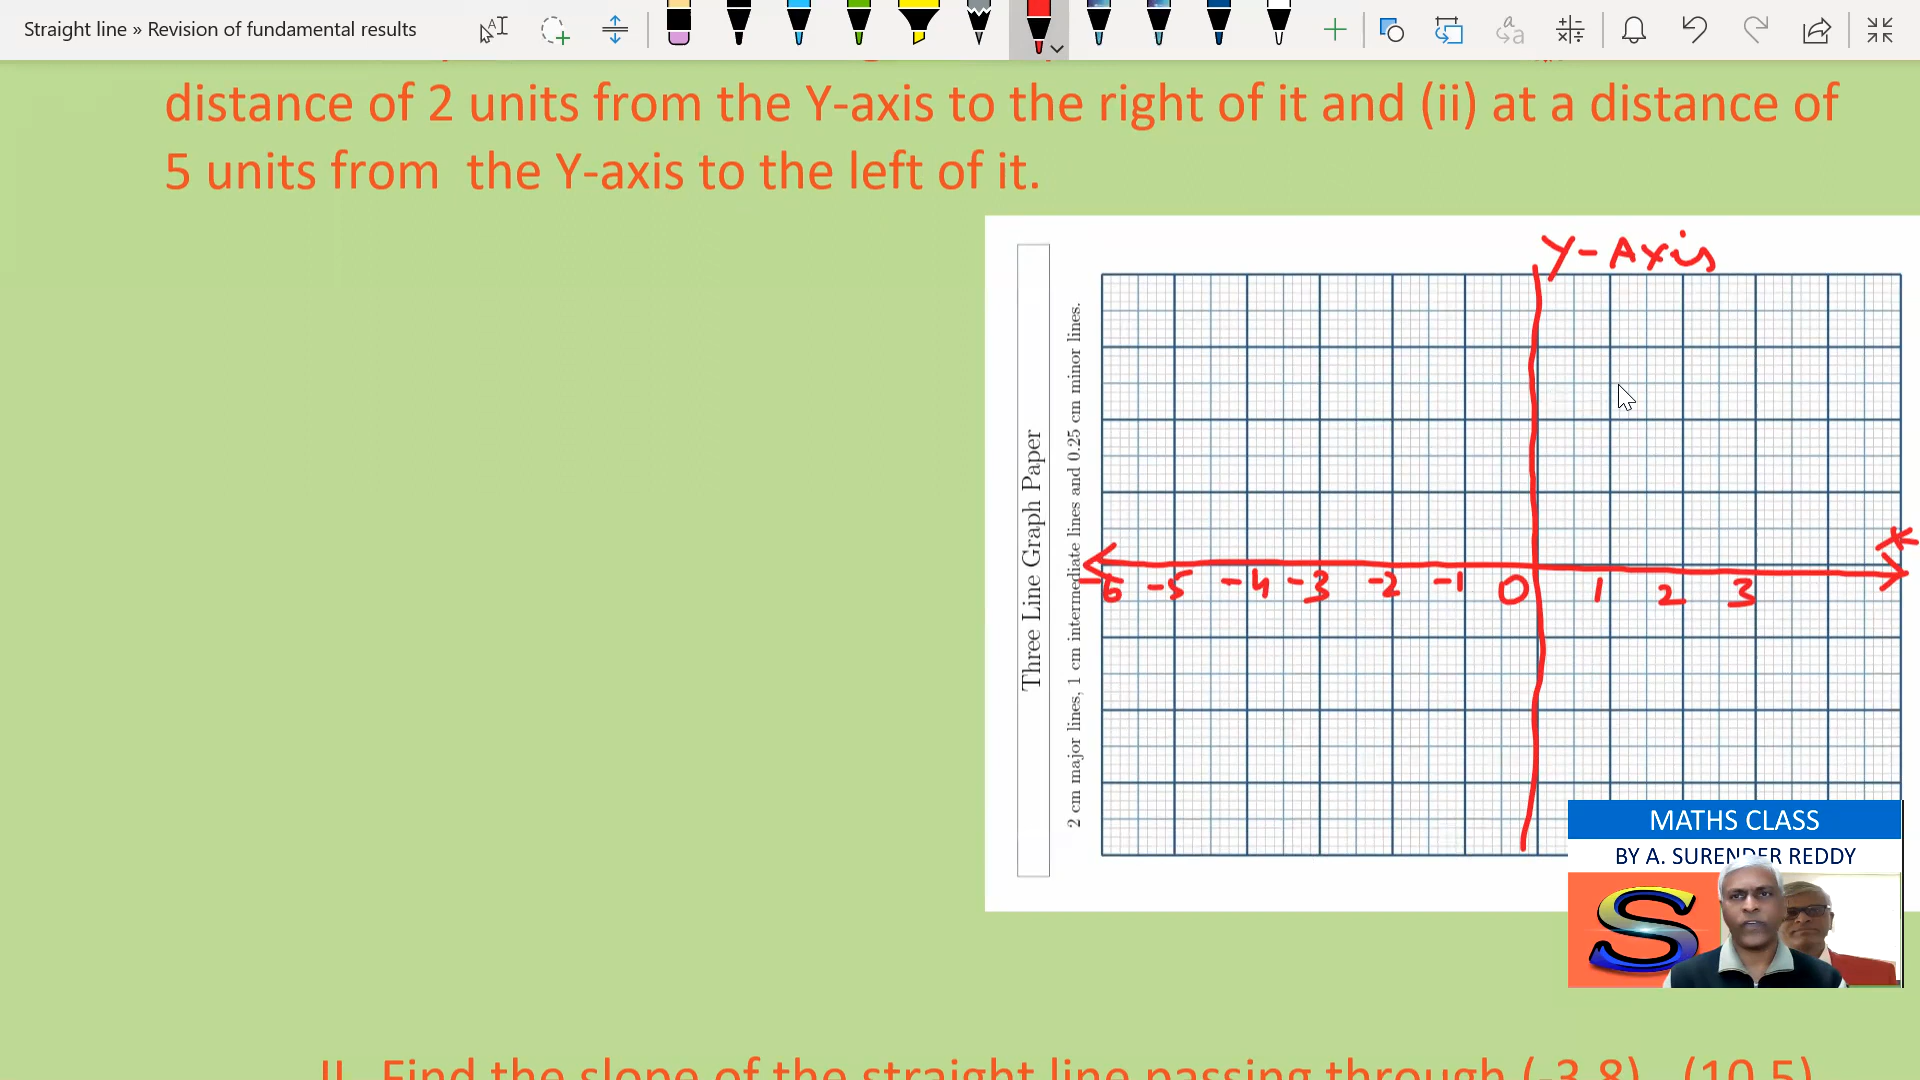 Straight line » Revision of fundamental results
distance of 2 units from the Y-axis to the right of it and (ii) at a distance of
5 units from the Y-axis to the left of it.
Y-Axis
Three Line Graph Paper
2 cm major lines, 1 cm intermediate lines and 0.25 cm minor lines.
-6 -5 -4 -3 -2 -1 0 1 2 3
MATHS CLASS
BY A. SURENDER REDDY
S
II. Find the slope of the straight line passing through (-3,8), (10,5)